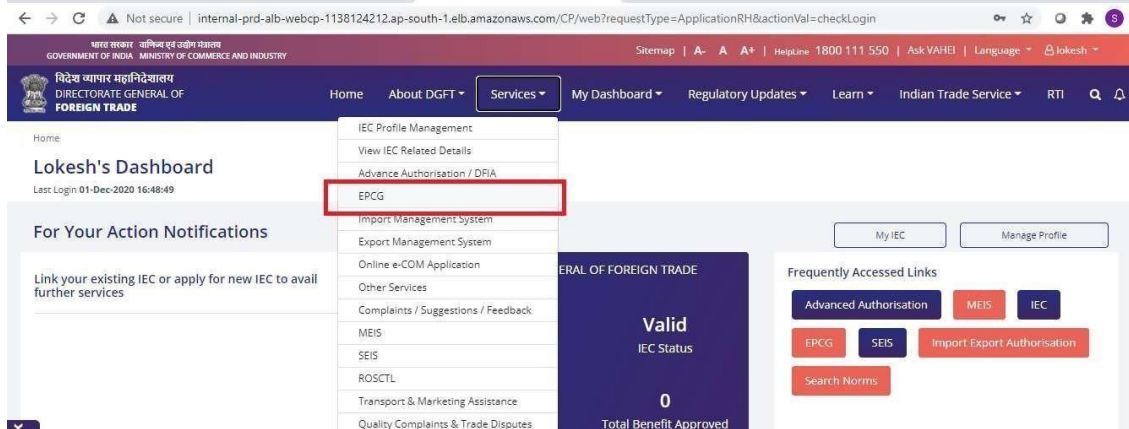 Not secure | internal-prd-alb-webcp-1138124212.ap-south-1.elb.amazonaws.com/CP/web?requestType=ApplicationRH&actionVal=checkLogin
भारत सरकार वाणिज्य एवं उद्योग मंत्रालय
GOVERNMENT OF INDIA MINISTRY OF COMMERCE AND INDUSTRY
Sitemap | A- A A+ | HelpLine 1800 111 550 | Ask VAHEI | Language lokesh
विदेश व्यापार महानिदेशालय
DIRECTORATE GENERAL OF
FOREIGN TRADE
Home About DGFT Services My Dashboard Regulatory Updates Learn Indian Trade Service RTI
Home
Lokesh's Dashboard
Last Login 01-Dec-2020 16:48:49
IEC Profile Management
View IEC Related Details
Advance Authorisation / DFIA
EPCG
Import Management System
Export Management System
Online e-COM Application
Other Services
Complaints / Suggestions / Feedback
MEIS
SEIS
ROSCTL
Transport & Marketing Assistance
Quality Complaints & Trade Disputes
For Your Action Notifications
My IEC Manage Profile
Link your existing IEC or apply for new IEC to avail
further services
ERAL OF FOREIGN TRADE
Valid
IEC Status
0
Total Benefit Approved
Frequently Accessed Links
Advanced Authorisation MEIS IEC
EPCG SEIS Import Export Authorisation
Search Norms
S